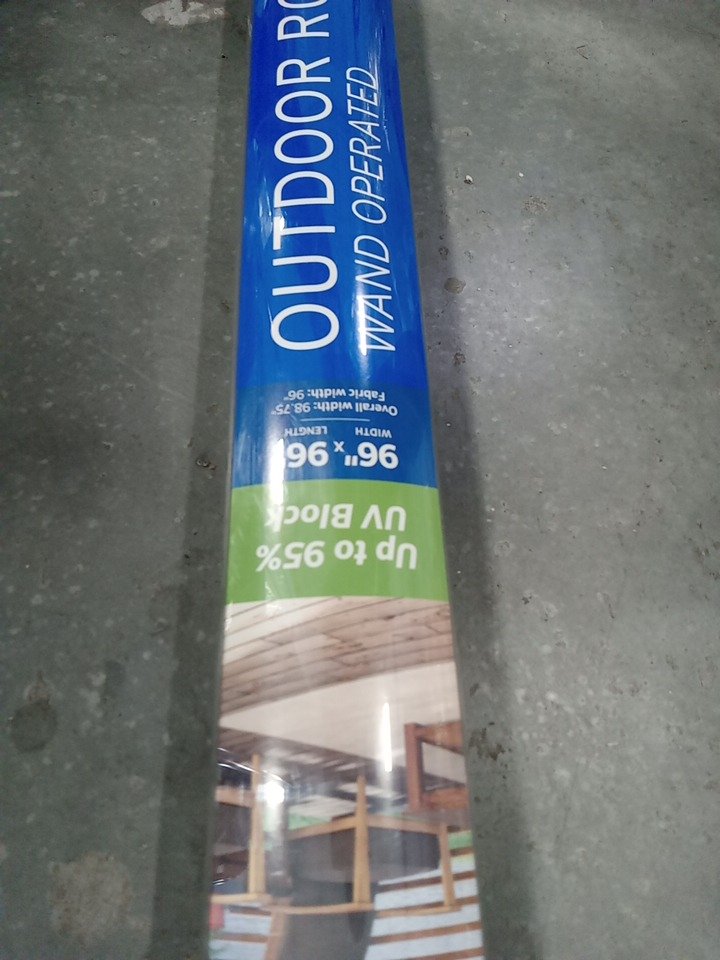 OUTDOOR RO
WAND OPERATED
Up to 95%
UV Block
96" x 96
WIDTH LENGTH
Overall width: 98.75"
Fabric width: 96"